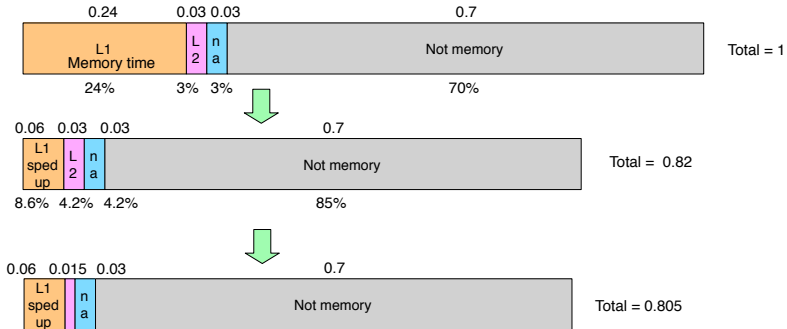 0.24 0.03 0.03 0.7
L1
Memory time
L
2
n
a
Not memory
Total = 1
24% 3% 3% 70%
0.06 0.03 0.03 0.7
L1
sped
up
L
2
n
a
Not memory
Total = 0.82
8.6% 4.2% 4.2% 85%
0.06 0.015 0.03 0.7
L1
sped
up
n
a
Not memory
Total = 0.805